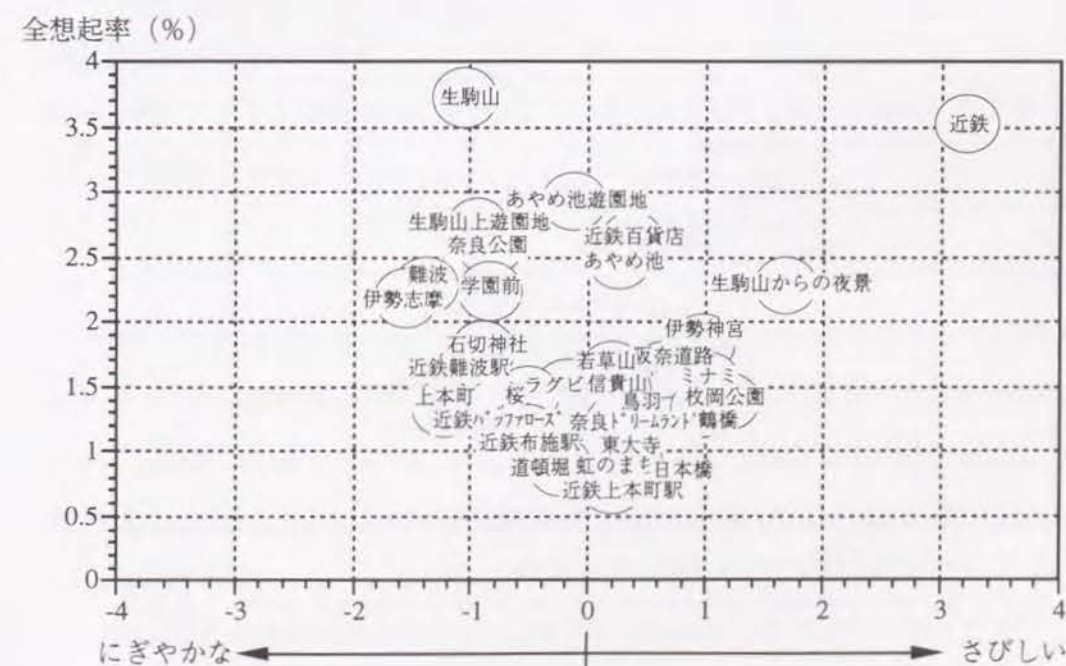 全想起率（%）
4
生駒山
近鉄
3.5
3
あやめ池遊園地
生駒山上遊園地
近鉄百貨店
奈良公園
あやめ池
2.5
難波
学園前
生駒山からの夜景
伊勢志摩
2
伊勢神宮
石切神社
若草山
阪奈道路
近鉄難波駅
ミナミ
ラグビ
信貴山
1.5
上本町
桜
鳥羽
枚岡公園
近鉄バッファローズ
奈良ドリームランド
鶴橋
近鉄布施駅
東大寺
1
道頓堀
虹のまち
日本橋
近鉄上本町駅
0.5
0
-4 -3 -2 -1 0 1 2 3 4
にぎやかな さびしい